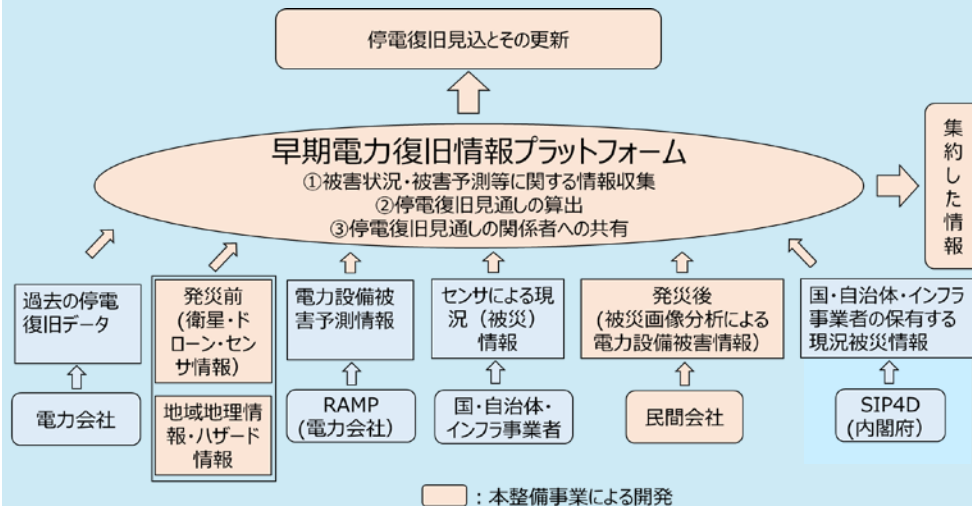 停電復旧見込とその更新
早期電力復旧情報プラットフォーム
①被害状況・被害予測等に関する情報収集
②停電復旧見通しの算出
③停電復旧見通しの関係者への共有
集約した情報
過去の停電
復旧データ
発災前
(衛星・ド
ローン・セン
サ情報)
電力設備被
害予測情報
センサによる現
況（被災）
情報
発災後
(被災画像分析による
電力設備被害情報)
国・自治体・インフラ
事業者の保有する
現況被災情報
電力会社
地域地理情
報・ハザード
情報
RAMP
(電力会社)
国・自治体・
インフラ事業者
民間会社
SIP4D
(内閣府)
：本整備事業による開発